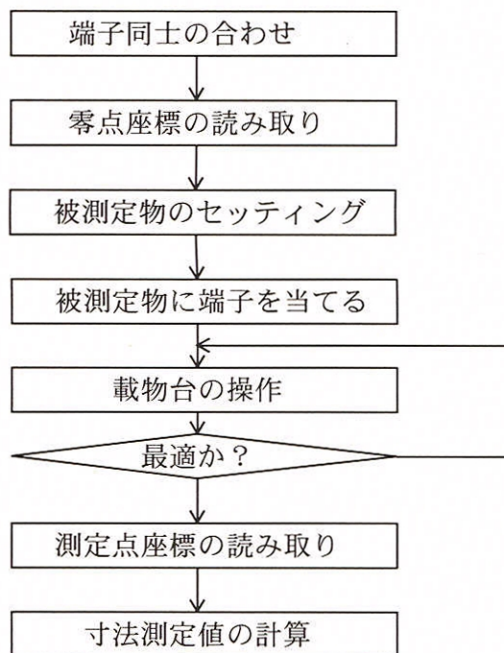 端子同士の合わせ
零点座標の読み取り
被測定物のセッティング
被測定物に端子を当てる
載物台の操作
最適か？
測定点座標の読み取り
寸法測定値の計算